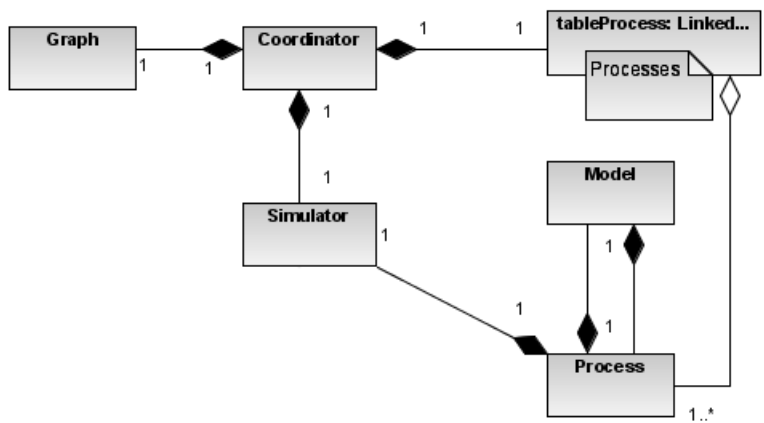 Graph
Coordinator
tableProcess: Linked...
Processes
1
1
1
1
1
1
Model
Simulator
1
1
1
1
Process
1..*